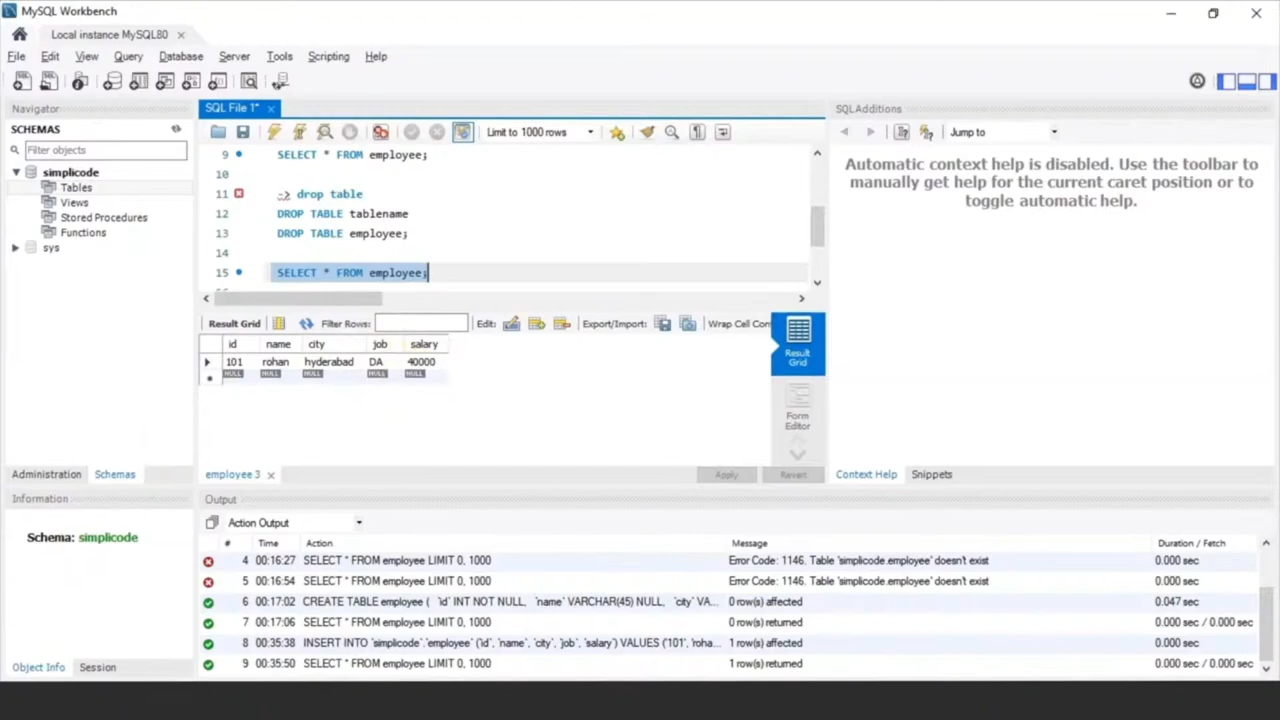 MySQL Workbench
Local instance MySQL80 ×
File Edit View Query Database Server Tools Scripting Help
Navigator
SCHEMAS
Filter objects
simplicode
Tables
Views
Stored Procedures
Functions
sys
Administration Schemas
Information
Schema: simplicode
Object Info Session
SQL File 1* ×
Limit to 1000 rows
9 SELECT * FROM employee;
10
11 -> drop table
12 DROP TABLE tablename
13 DROP TABLE employee;
14
15 SELECT * FROM employee;
Result Grid Filter Rows: Edit: Export/Import: Wrap Cell Con
id name city job salary
101 rohan hyderabad DA 40000
NULL NULL NULL NULL NULL
Result Grid
Form Editor
employee 3 × Apply Revert
SQLAdditions
Jump to
Automatic context help is disabled. Use the toolbar to
manually get help for the current caret position or to
toggle automatic help.
Context Help Snippets
Output
Action Output
# Time Action Message Duration / Fetch
4 00:16:27 SELECT * FROM employee LIMIT 0, 1000 Error Code: 1146. Table 'simplicode.employee' doesn't exist 0.000 sec
5 00:16:54 SELECT * FROM employee LIMIT 0, 1000 Error Code: 1146. Table 'simplicode.employee' doesn't exist 0.000 sec
6 00:17:02 CREATE TABLE employee ( `id` INT NOT NULL, `name` VARCHAR(45) NULL, `city` VA... 0 row(s) affected 0.047 sec
7 00:17:06 SELECT * FROM employee LIMIT 0, 1000 0 row(s) returned 0.000 sec / 0.000 sec
8 00:35:38 INSERT INTO `simplicode`.`employee` (`id`, `name`, `city`, `job`, `salary`) VALUES ('101', 'roha... 1 row(s) affected 0.000 sec
9 00:35:50 SELECT * FROM employee LIMIT 0, 1000 1 row(s) returned 0.000 sec / 0.000 sec